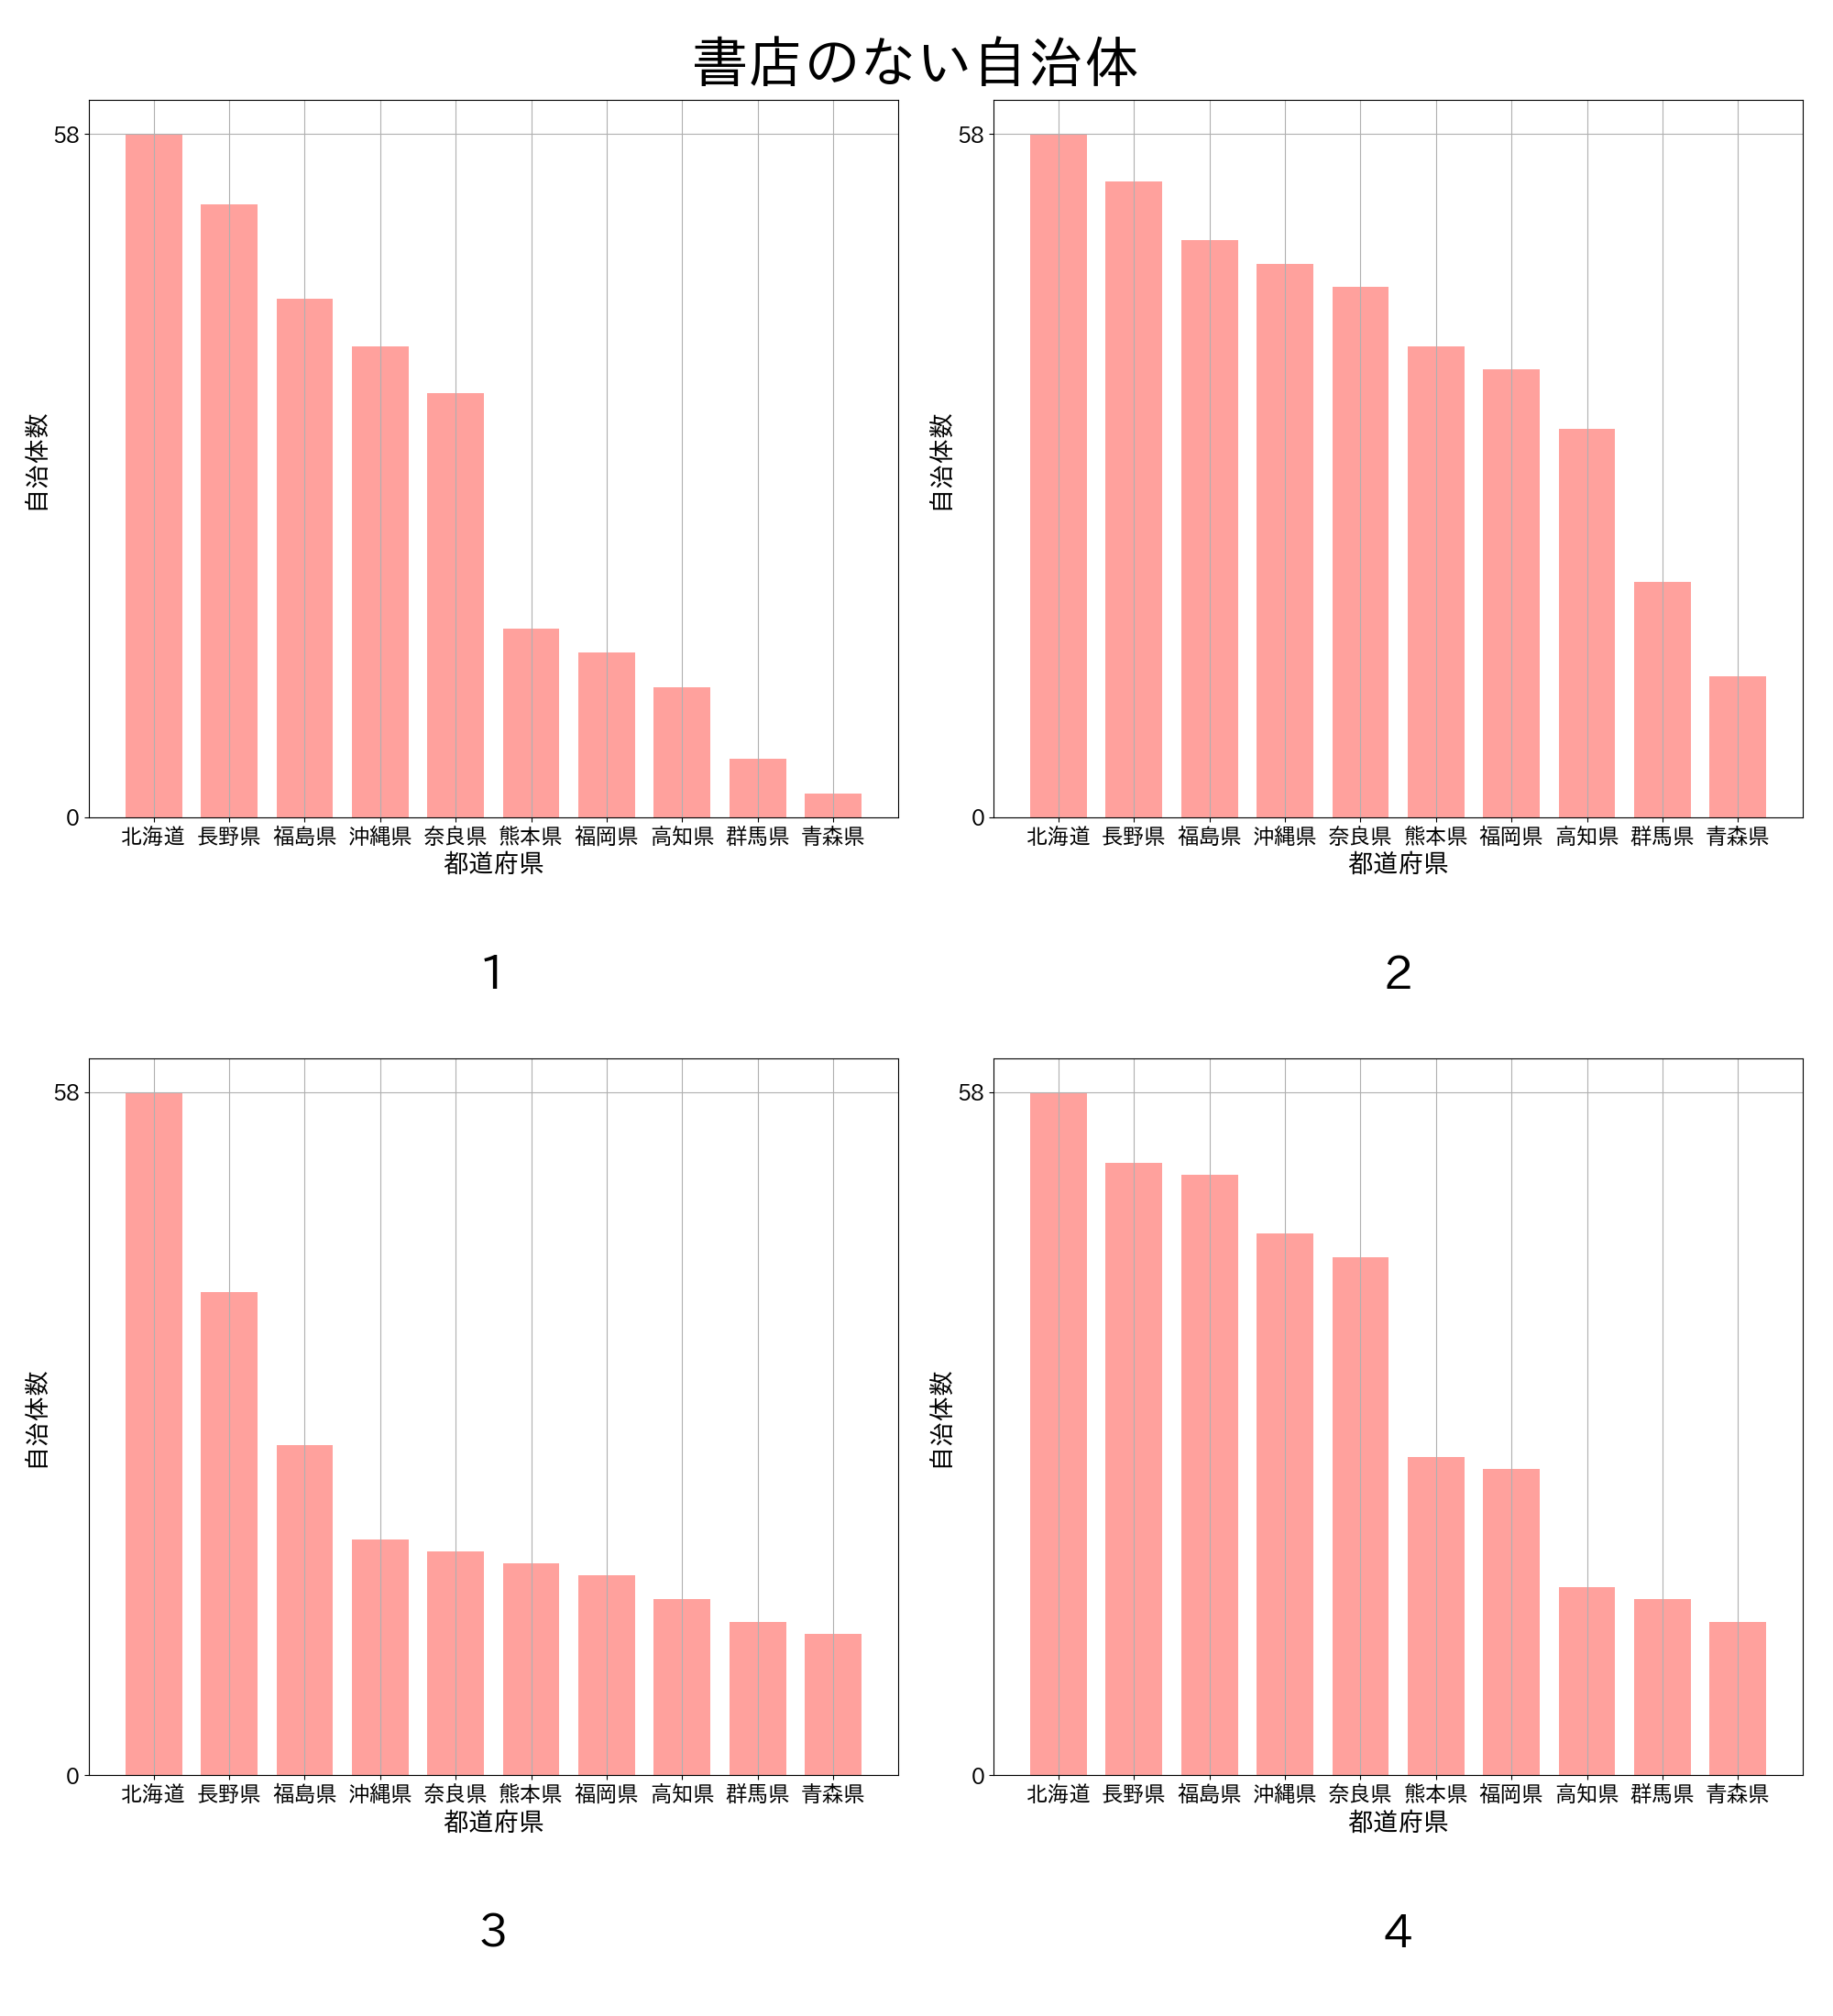 書店のない自治体
58
0
自治体数
北海道 長野県 福島県 沖縄県 奈良県 熊本県 福岡県 高知県 群馬県 青森県
都道府県
1
58
0
自治体数
北海道 長野県 福島県 沖縄県 奈良県 熊本県 福岡県 高知県 群馬県 青森県
都道府県
2
58
0
自治体数
北海道 長野県 福島県 沖縄県 奈良県 熊本県 福岡県 高知県 群馬県 青森県
都道府県
3
58
0
自治体数
北海道 長野県 福島県 沖縄県 奈良県 熊本県 福岡県 高知県 群馬県 青森県
都道府県
4